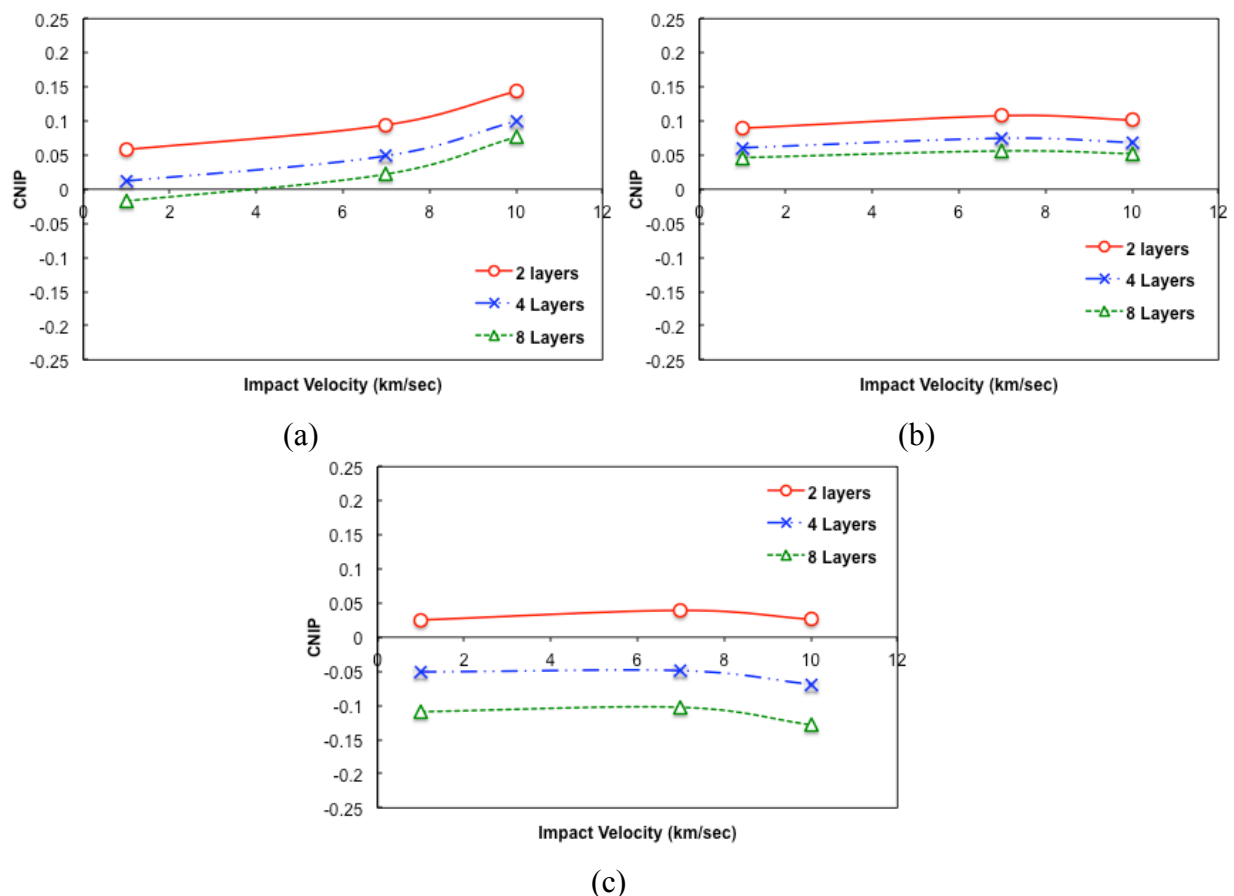 0.25
0.2
0.15
0.1
0.05
0
-0.05
-0.1
-0.15
-0.2
-0.25
CNIP
0 2 4 6 8 10 12
2 layers
4 Layers
8 Layers
Impact Velocity (km/sec)
(a)
0.25
0.2
0.15
0.1
0.05
0
-0.05
-0.1
-0.15
-0.2
-0.25
CNIP
0 2 4 6 8 10 12
2 layers
4 Layers
8 Layers
Impact Velocity (km/sec)
(b)
0.25
0.2
0.15
0.1
0.05
0
-0.05
-0.1
-0.15
-0.2
-0.25
CNIP
0 2 4 6 8 10 12
2 layers
4 Layers
8 Layers
Impact Velocity (km/sec)
(c)